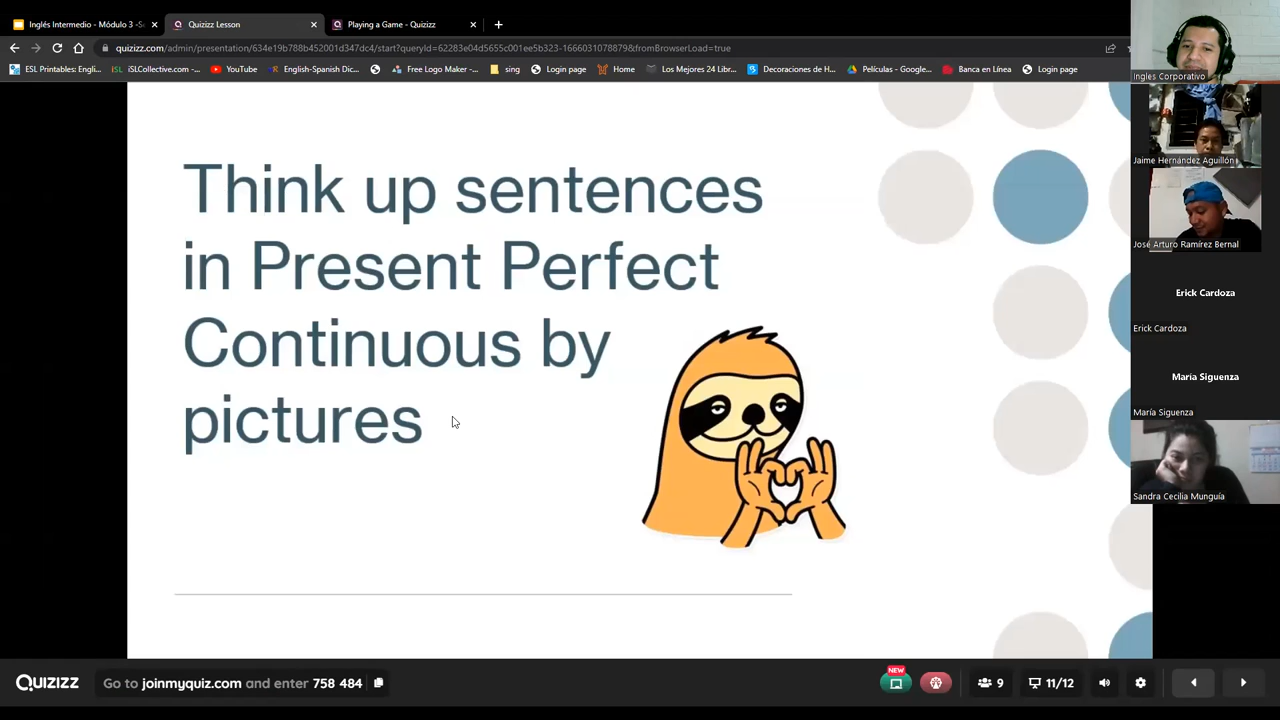 Inglés Intermedio - Módulo 3 -S
Quizizz Lesson
Playing a Game - Quizizz
quizizz.com/admin/presentation/634e19b788b452001d347dc4/start?queryId=62283e04d5655c001ee5b323-1666031078879&fromBrowserLoad=true
ESL Printables: Engli...
iSLCollective.com -...
YouTube
English-Spanish Dic...
Free Logo Maker -...
sing
Login page
Home
Los Mejores 24 Libr...
Decoraciones de H...
Películas - Google...
Banca en Línea
Login page
Think up sentences
in Present Perfect
Continuous by
pictures
Ingles Corporativo
Jaime Hernández Aguillón
José Arturo Ramírez Bernal
Erick Cardoza
Erick Cardoza
María Siguenza
María Siguenza
Sandra Cecilia Munguía
Quizizz
Go to joinmyquiz.com and enter 758 484
NEW
9
11/12